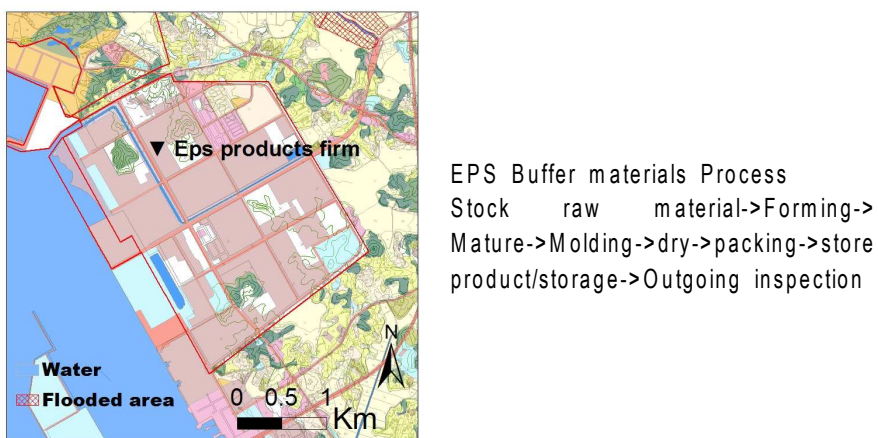 ▼ Eps products firm
N
Water
Flooded area
0 0.5 1
Km
EPS Buffer materials Process
Stock raw material->Forming->
Mature->Molding->dry->packing->store
product/storage->Outgoing inspection